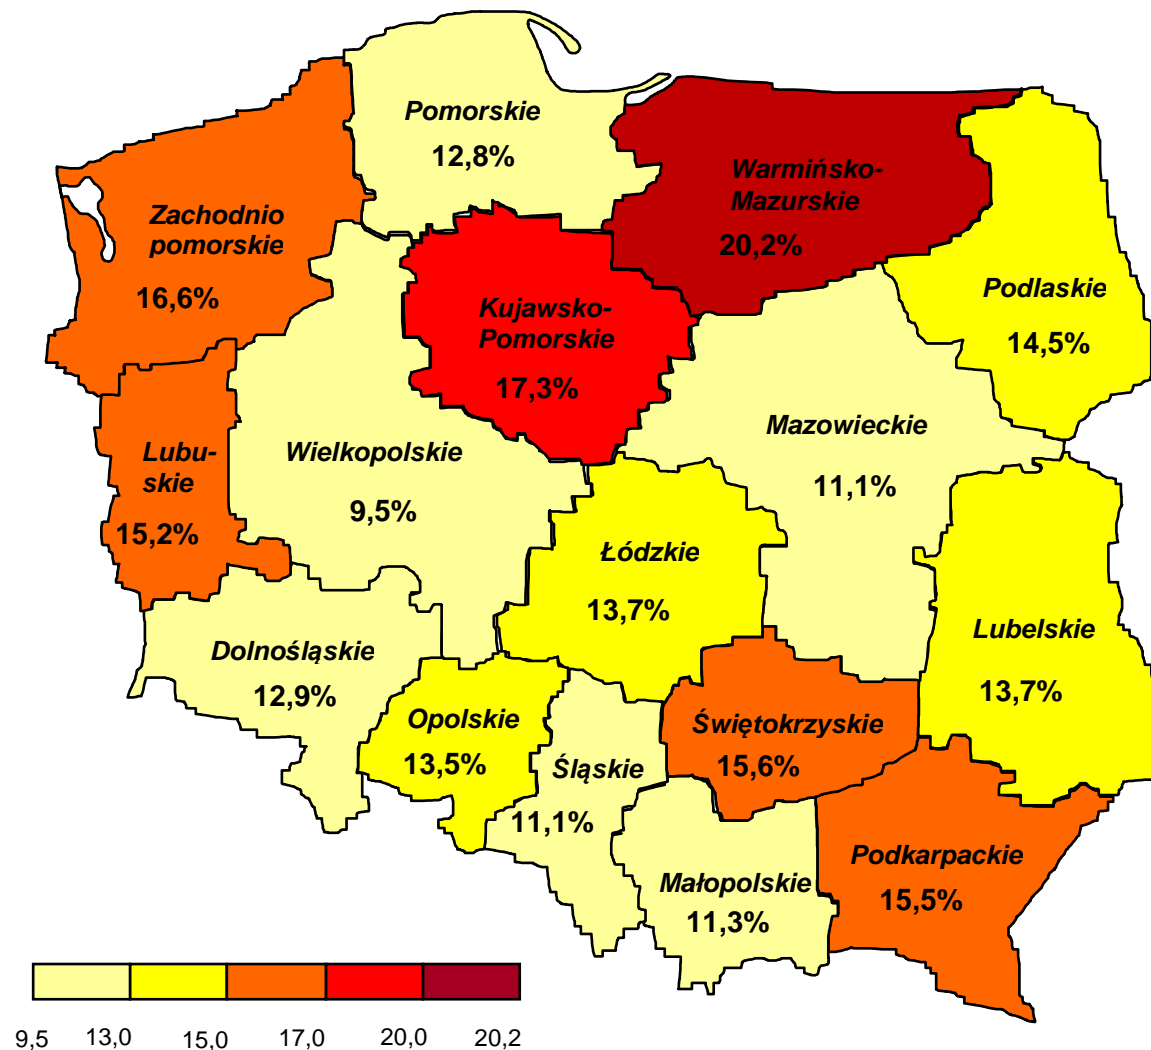 Pomorskie
12,8%
Warmińsko-
Mazurskie
20,2%
Zachodnio
pomorskie
16,6%
Podlaskie
14,5%
Kujawsko-
Pomorskie
17,3%
Mazowieckie
11,1%
Lubu-
skie
15,2%
Wielkopolskie
9,5%
Łódzkie
13,7%
Lubelskie
13,7%
Dolnośląskie
12,9%
Opolskie
13,5%
Śląskie
11,1%
Świętokrzyskie
15,6%
Małopolskie
11,3%
Podkarpackie
15,5%
9,5 13,0 15,0 17,0 20,0 20,2